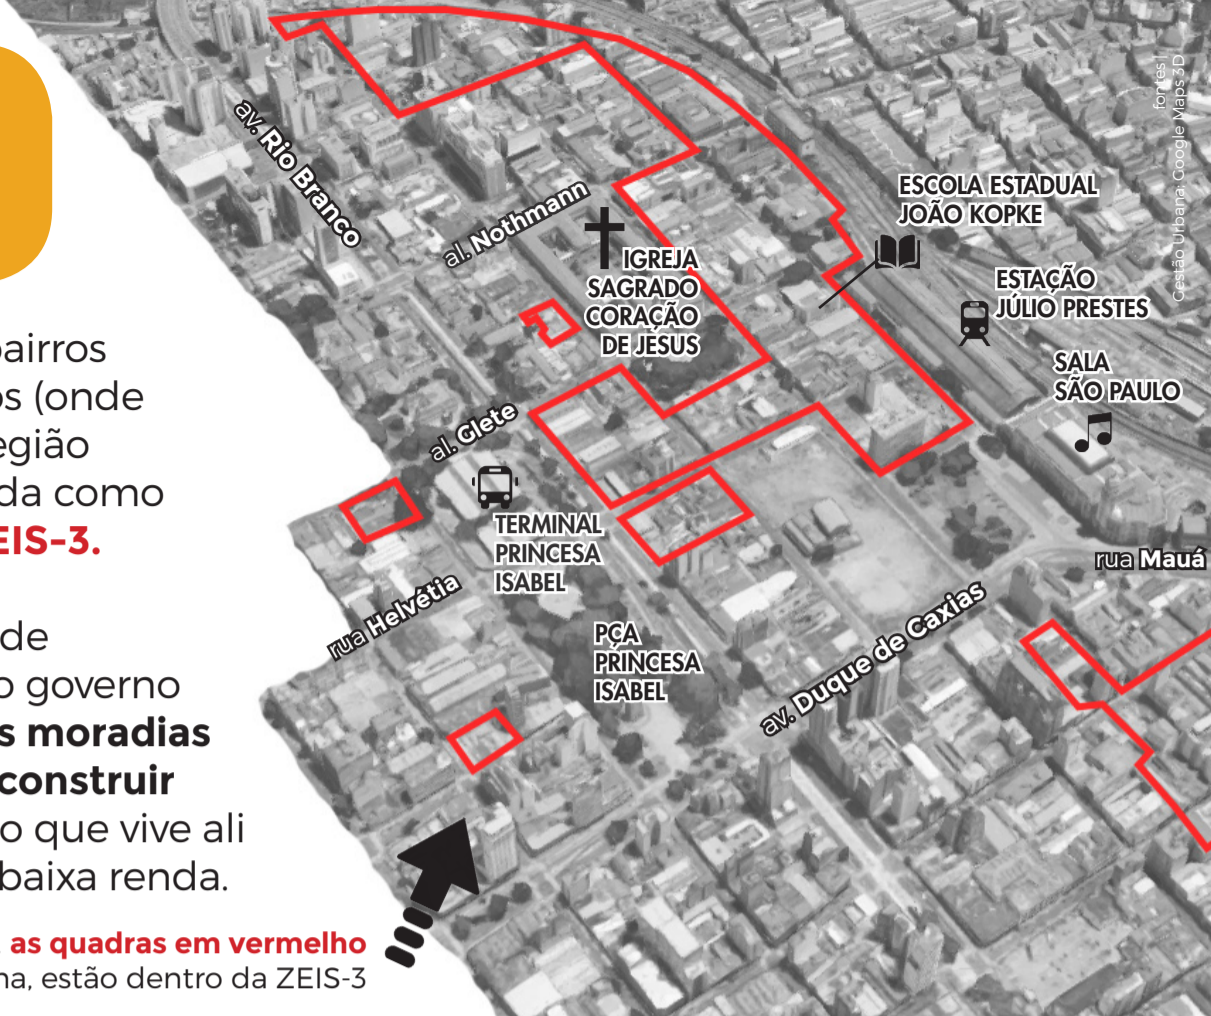 fontes |
Gestão Urbana; Google Maps 3D
av. Rio Branco
al. Nothmann
ESCOLA ESTADUAL
JOÃO KOPKE
IGREJA
SAGRADO
CORAÇÃO
DE JESUS
ESTAÇÃO
JÚLIO PRESTES
SALA
SÃO PAULO
al. Glete
TERMINAL
PRINCESA
ISABEL
rua Mauá
rua Helvétia
PÇA
PRINCESA
ISABEL
av. Duque de Caxias
bairros
os (onde
egião
da como
EIS-3.
de
o governo
s moradias
construir
o que vive ali
baixa renda.
as quadras em vermelho
na, estão dentro da ZEIS-3